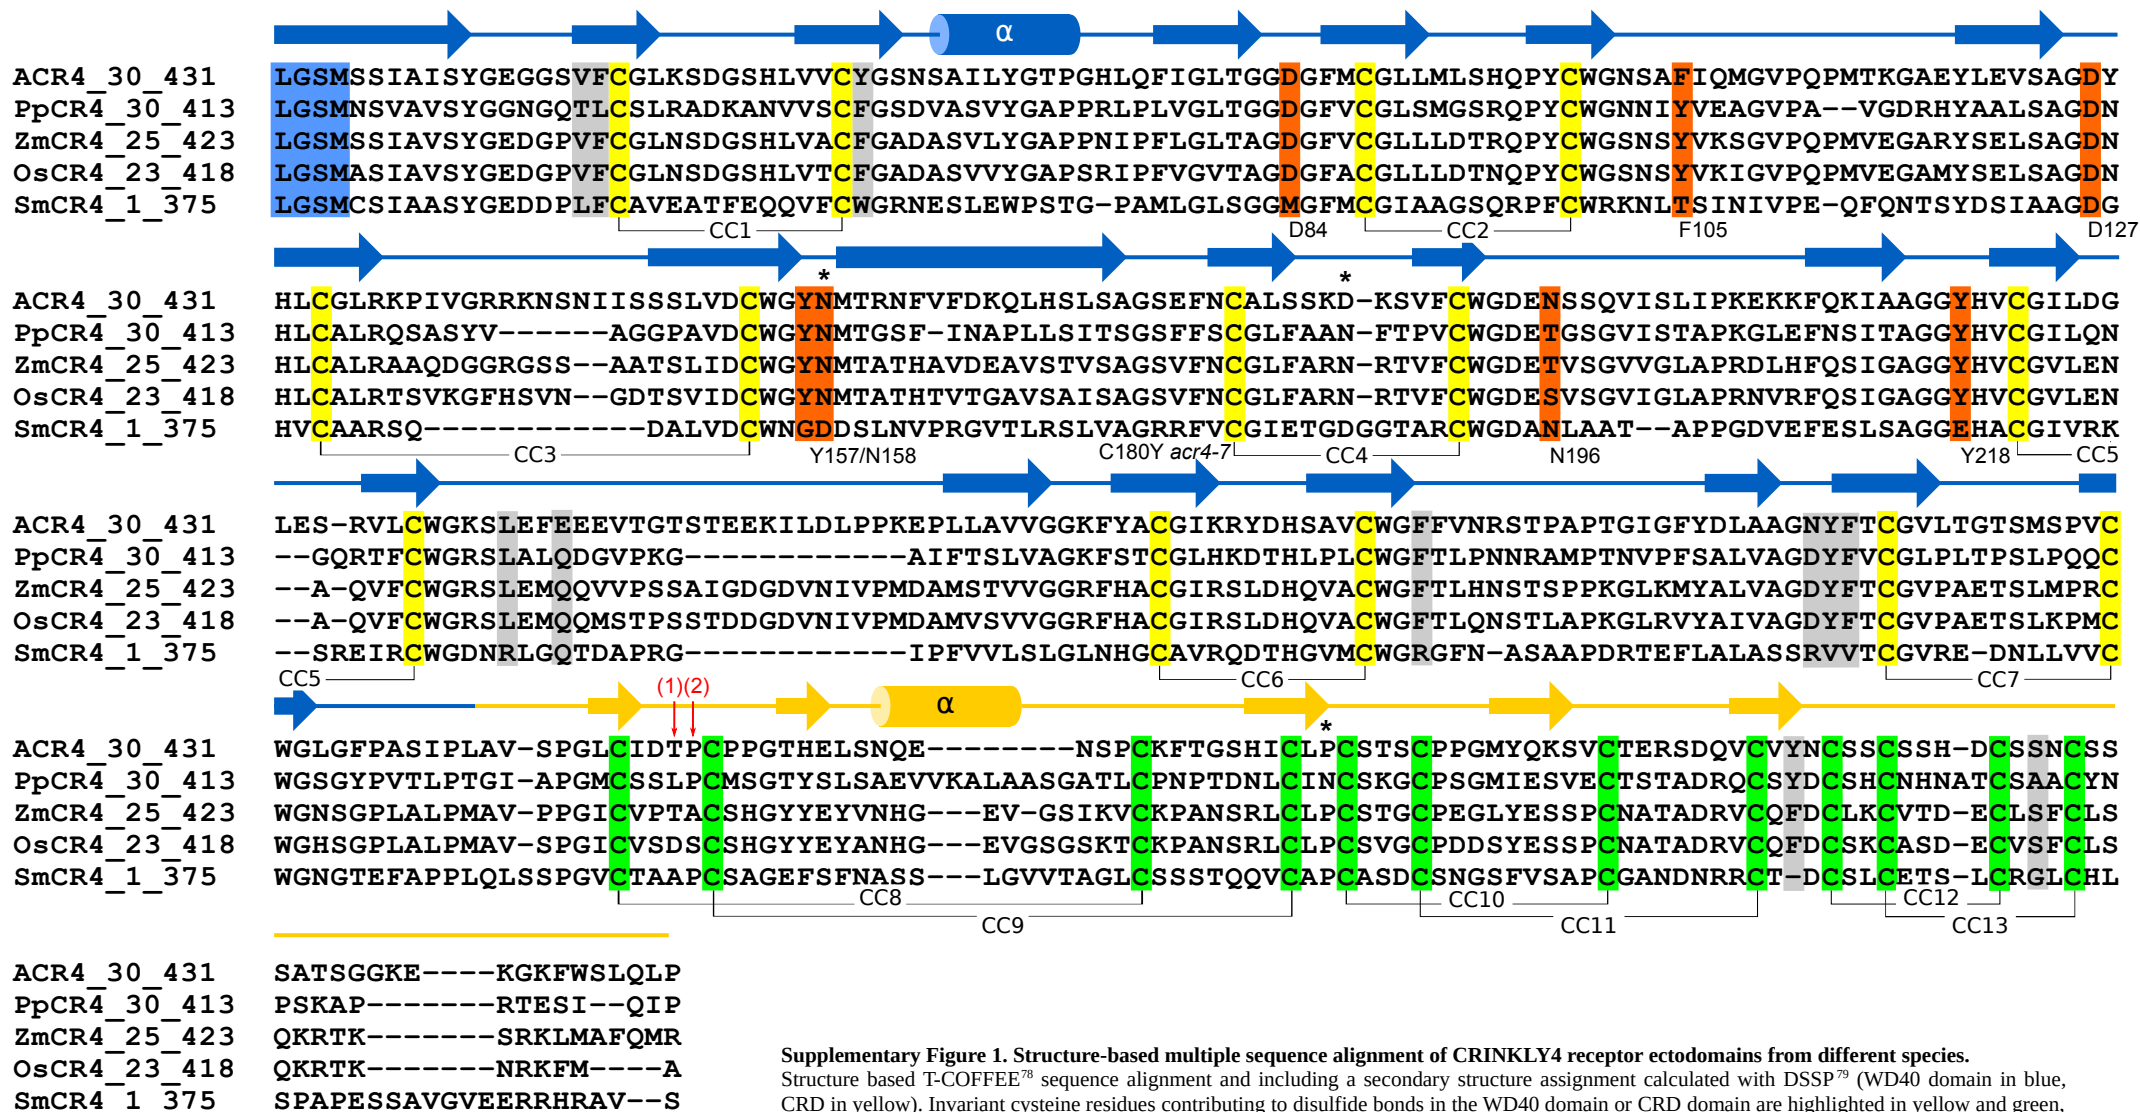 α
ACR4_30_431 LGSMSSIAISYGEGGSVFCGLKSDGSHLVVCYGSNSAILYGTPGHLQFIGLTGGDGFMCGLLMLSHQPYCWGNSAFIQMGVPQPMTKGAEYLEVSAGDY
PpCR4_30_413 LGSMNSVAVSYGGNGQTLCSLRADKANVVSCFGSDVASVFYGAPPRLPLVGLTGGDGFVCGLSMGSRQPYCWGNNIYVEAGVPA--VGDRHYAALSAGDN
ZmCR4_25_423 LGSMSSIAVSYGEDGPVFCGLNSDGSHLVACFGADASVLYGAPPNIPFLGLTAGDGFVCGLLLDTRQPYCWGSNSYVKSGVPQPMVEGARYSELSAGDN
OsCR4_23_418 LGSMASIAVSYGEDGPVFCGLNSDGSHLVTCFGADASVVYGAPSRIPFVGVTAGDGFACGLLLDTNQPYCWGSNSYVKIGVPQPMVEGAMYSELSAGDN
SmCR4_1_375 LGSMCSIAASYGEDDPLFCAVEATFEQQVFCWGRNESLEWPSTG-PAMLGLSGGMGFMCGIAAGSQRPFCWRKNLTSINIVPE-QFQNTSYDSIAAGDG
CC1 D84 CC2 F105 D127
* *
ACR4_30_431 HLCGLRKPIVGRRKNSNIISSSLVDCWGYNMTRNFVFDKQLHSLSAGSEFNCALSSKD-KSVFCWGDENSSQVISLIPKEKKFQKIAAGGYHVCGILDG
PpCR4_30_413 HLCALRQSASYV-------AGGPAVDCWGYNMTGSF-INAPLLSITSGSFFSCGLFAAN-FTPVCWGDETGSGVISTAPKGLEFNSITAGGYHVCGILQN
ZmCR4_25_423 HLCALRAAQDGGRGSS--AATSLIDCWGYNMTATHAVDEAVSTVSAGSVFNCGLFARN-RTVFCWGDETVSGVVGLAPRDLHFQSIGAGGYHVCGVLEN
OsCR4_23_418 HLCALRTSVKGFHSVN--GDTSVIDCWGYNMTATHTVTGAVSAISAGSVFNCGLFARN-RTVFCWGDESVSGVIGLAPRNVRFQSIGAGGYHVCGVLEN
SmCR4_1_375 HVCAARSQ------------DALVDCWNGDDSLNVPRGVTLRSLVAGRRFVCGIETGDGGTARCWGDANLAAT--APPGDVEFESLSAGGEHACGIVRK
CC3 Y157/N158 C180Y acr4-7 CC4 N196 Y218 CC5
ACR4_30_431 LES-RVLCWGKSLEFEEEVTGTSTEEKILDLPPKEPLLAVVGGKFYACGIKRYDHSAVCWGFFVNRSTPAPTGIGFYDLAAGNYFTCGVLTGTSMSPVC
PpCR4_30_413 --GQRTFCWGRSLALQDGVPKG------------AIFTSLVAGKFSTCGLHKDTHLPLCWGFTLPNNRAMPTNVPFSALVAGDYFVCGLPLTPSLPQQC
ZmCR4_25_423 --A-QVFCWGRSLEMQQVVPSSAIGDGDVNIVPMDAMSTVVGGRFHACGIRSLDHQVACWGFTLHNSTSPPKGLKMYALVAGDYFTCGVPAETSLMPRC
OsCR4_23_418 --A-QVFCWGRSLEMQQMSTPSSTDDGDVNIVPMDAMVSVVGGRFHACGIRSLDHQVACWGFTLQNSTLAPKGLRVYAIVAGDYFTCGVPAETSLKPMC
SmCR4_1_375 --SREIRCWGDNRLGQTDAPRG------------IPFVVLSLGLNHGCAVRQDTHGVMCWGRGFN-ASAAPDRTEFLALASSRVVTCGVRE-DNLLVVC
CC5 CC6 CC7
(1)(2) α *
ACR4_30_431 WGLGFPASIPLAV-SPGLCIDTPCPPGTHELSNQE--------NSPCKFTGSHICLPCSTSCPPGMYQKSVCTERSDQVCVYNCSSCSSH-DCSSNCSS
PpCR4_30_413 WGSGYPVTLPTGI-APGMCSSLPCMSGTYSLSAEVVKALAASGATLCPNPTDNLCINCSKGCPSGMIESVECTSTADRQCSYDCSHCNHNATCSAACYN
ZmCR4_25_423 WGNSGPLALPMAV-PPGICVPTACSHGYYEYVNHG---EV-GSIKVCKPANSRLCLPCSTGCPEGLYESSPCNATADRVCQFDCLKCVTD-ECLSFCLS
OsCR4_23_418 WGHSGPLALPMAV-SPGICVSDSCSHGYYEYANHG---EVGSGSKTCKPANSRLCLPCSVGCPDDSYESSPCNATADRVCQFDCSKCASD-ECVSFCLS
SmCR4_1_375 WGNGTEFAPPLQLSSPGVCTAAPCSAGEFSFNASS---LGVVTAGLCSSSTQQVCAPCASDCSNGSFVSAPCGANDNRRCT-DCSLCETS-LCRGLCHL
CC8 CC10 CC12
CC9 CC11 CC13
ACR4_30_431 SATSGGKE----KGKFWSLQLP
PpCR4_30_413 PSKAP-------RTESI--QIP
ZmCR4_25_423 QKRTK-------SRKLMAFQMR
OsCR4_23_418 QKRTK-------NRKFM----A
SmCR4_1_375 SPAPESSAVGVEERRHRAV--S
Supplementary Figure 1. Structure-based multiple sequence alignment of CRINKLY4 receptor ectodomains from different species.
Structure based T-COFFEE78 sequence alignment and including a secondary structure assignment calculated with DSSP79 (WD40 domain in blue,
CRD in yellow). Invariant cysteine residues contributing to disulfide bonds in the WD40 domain or CRD domain are highlighted in yellow and green,